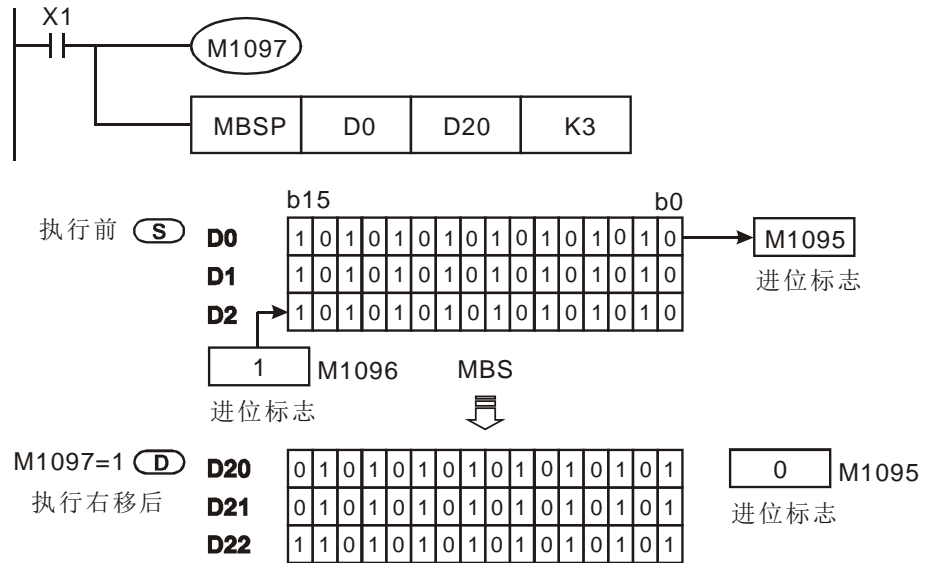 X1
M1097
MBSP D0 D20 K3
b15 b0
执行前 S D0 1 0 1 0 1 0 1 0 1 0 1 0 1 0 1 0 M1095
D1 1 0 1 0 1 0 1 0 1 0 1 0 1 0 1 0 进位标志
D2 1 0 1 0 1 0 1 0 1 0 1 0 1 0 1 0
1 M1096 MBS
进位标志
M1097=1 D D20 0 1 0 1 0 1 0 1 0 1 0 1 0 1 0 1 0 M1095
执行右移后 D21 0 1 0 1 0 1 0 1 0 1 0 1 0 1 0 1 进位标志
D22 1 1 0 1 0 1 0 1 0 1 0 1 0 1 0 1